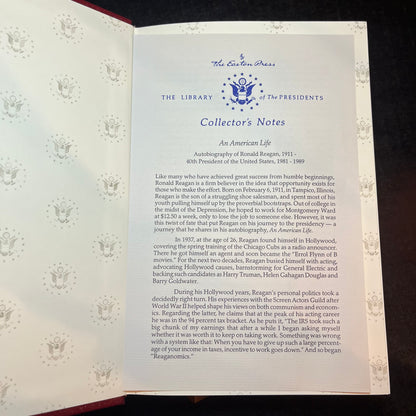 by
The Easton Press
THE LIBRARY of The PRESIDENTS
Collector's Notes
An American Life
Autobiography of Ronald Reagan, 1911 -
40th President of the United States, 1981 - 1989
Like many who have achieved great success from humble beginnings,
Ronald Reagan is a firm believer in the idea that opportunity exists for
those who make the effort. Born on February 6, 1911, in Tampico, Illinois,
Reagan is the son of a struggling shoe salesman, and spent most of his
youth pulling himself up by the proverbial bootstraps. Out of college in
the midst of the Depression, he hoped to work for Montgomery Ward
at $12.50 a week, only to lose the job to someone else. However, it was
this twist of fate that put Reagan on his journey to the presidency — a
journey that he shares in his autobiography, An American Life.
In 1937, at the age of 26, Reagan found himself in Hollywood,
covering the spring training of the Chicago Cubs as a radio announcer.
There he got himself an agent and soon became the "Errol Flynn of B
movies." For the next two decades, Reagan busied himself with acting,
advocating Hollywood causes, barnstorming for General Electric and
backing such candidates as Harry Truman, Helen Gahagan Douglas and
Barry Goldwater.
During his Hollywood years, Reagan's personal politics took a
decidedly right turn. His experiences with the Screen Actors Guild after
World War II helped shape his views on both communism and economics.
Regarding the latter, he claims that at the peak of his acting career
he was in the 94 percent tax bracket. As he puts it, "The IRS took such a
big chunk of my earnings that after a while I began asking myself
whether it was worth it to keep on taking work. Something was wrong
with a system like that: When you have to give up such a large percent-
age of your income in taxes, incentive to work goes down." And so began
"Reaganomics."